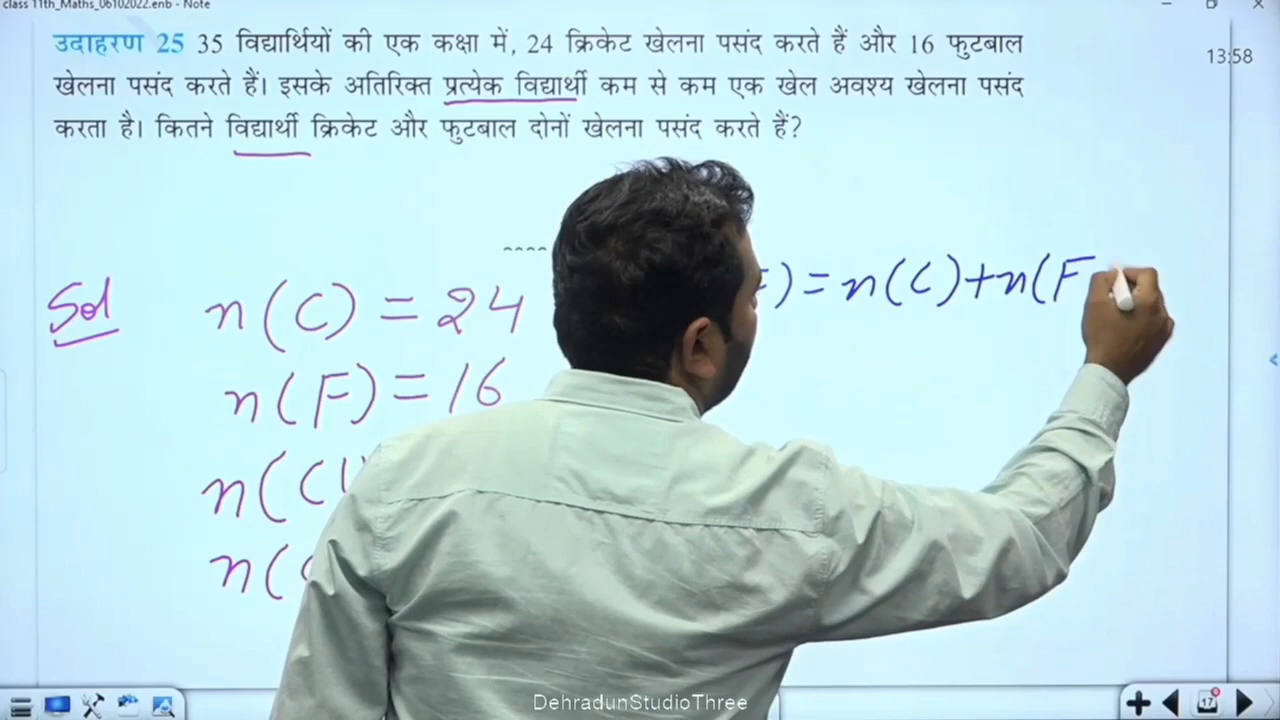 class 11th_Maths_06102022.enb - Note
उदाहरण 25 35 विद्यार्थियों की एक कक्षा में, 24 क्रिकेट खेलना पसंद करते हैं और 16 फुटबाल
खेलना पसंद करते हैं। इसके अतिरिक्त प्रत्येक विद्यार्थी कम से कम एक खेल अवश्य खेलना पसंद
करता है। कितने विद्यार्थी क्रिकेट और फुटबाल दोनों खेलना पसंद करते हैं?
13:58
) = n(C)+n(F
Sol
n(C) = 24
n(F) = 16
n(C
n(
DehradunStudioThree
17